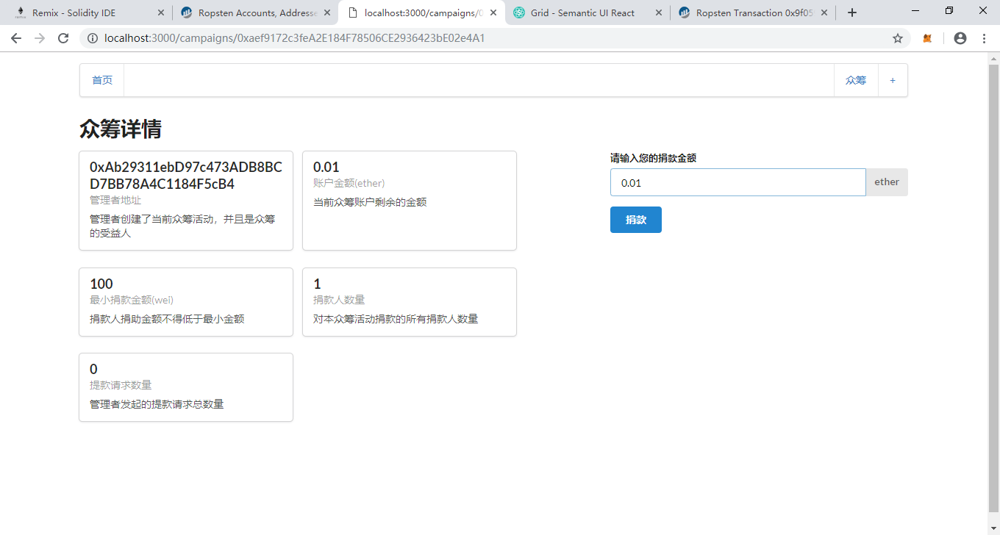 Remix - Solidity IDE
Ropsten Accounts, Addresse
localhost:3000/campaigns/0
Grid - Semantic UI React
Ropsten Transaction 0x9f05
localhost:3000/campaigns/0xaef9172c3feA2E184F78506CE2936423bE02e4A1
首页
众筹
+
众筹详情
0xAb29311ebD97c473ADB8BC
D7BB78A4C1184F5cB4
管理者地址
管理者创建了当前众筹活动，并且是众筹
的受益人
0.01
账户金额(ether)
当前众筹账户剩余的金额
请输入您的捐款金额
0.01
ether
捐款
100
最小捐款金额(wei)
捐款人捐助金额不得低于最小金额
1
捐款人数量
对本众筹活动捐款的所有捐款人数量
0
提款请求数量
管理者发起的提款请求总数量